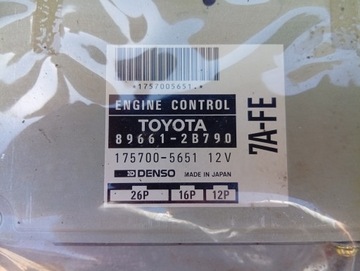 *1757005651*
ENGINE CONTROL
TOYOTA
89661-2B790
175700-5651 12V
DENSO MADE IN JAPAN
26P 16P 12P
7A-FE